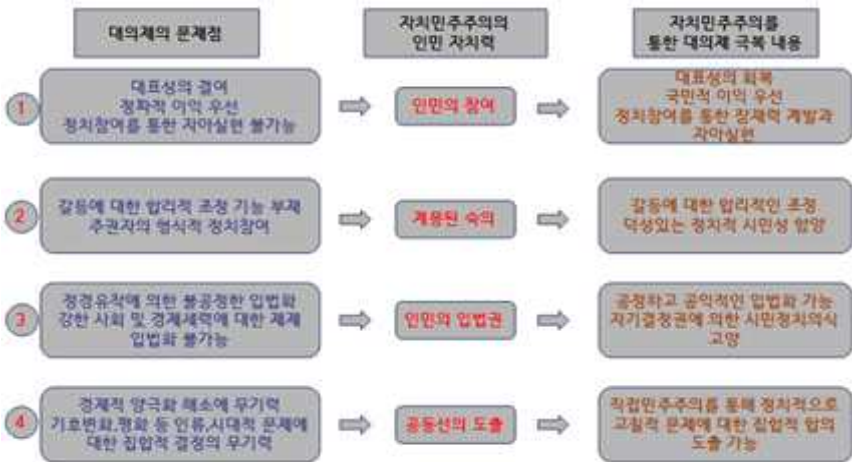 대의제의 문제점
자치민주주의의
인민 자치력
자치민주주의를
통한 대의제 극복 내용
1
대표성의 결여
정파적 이익 우선
정치참여를 통한 자아실현 불가능
인민의 참여
대표성의 회복
국민적 이익 우선
정치참여를 통한 잠재력 계발과
자아실현
2
갈등에 대한 합리적 조정 기능 부재
주권자의 형식적 정치참여
계몽된 숙의
갈등에 대한 합리적인 조정
덕성있는 정치적 시민성 함양
3
정경유착에 의한 불공정한 입법화
강한 사회 및 경제세력에 대한 제재
입법화 불가능
인민의 입법권
공정하고 공익적인 입법화 가능
자기결정권에 의한 시민정치의식
고양
4
경제적 양극화 해소에 무기력
기호변화,평화 등 인류,시대적 문제에
대한 집합적 결정의 무기력
공동선의 도출
직접민주주의를 통해 정치적으로
고질적 문제에 대한 집합적 합의
도출 가능